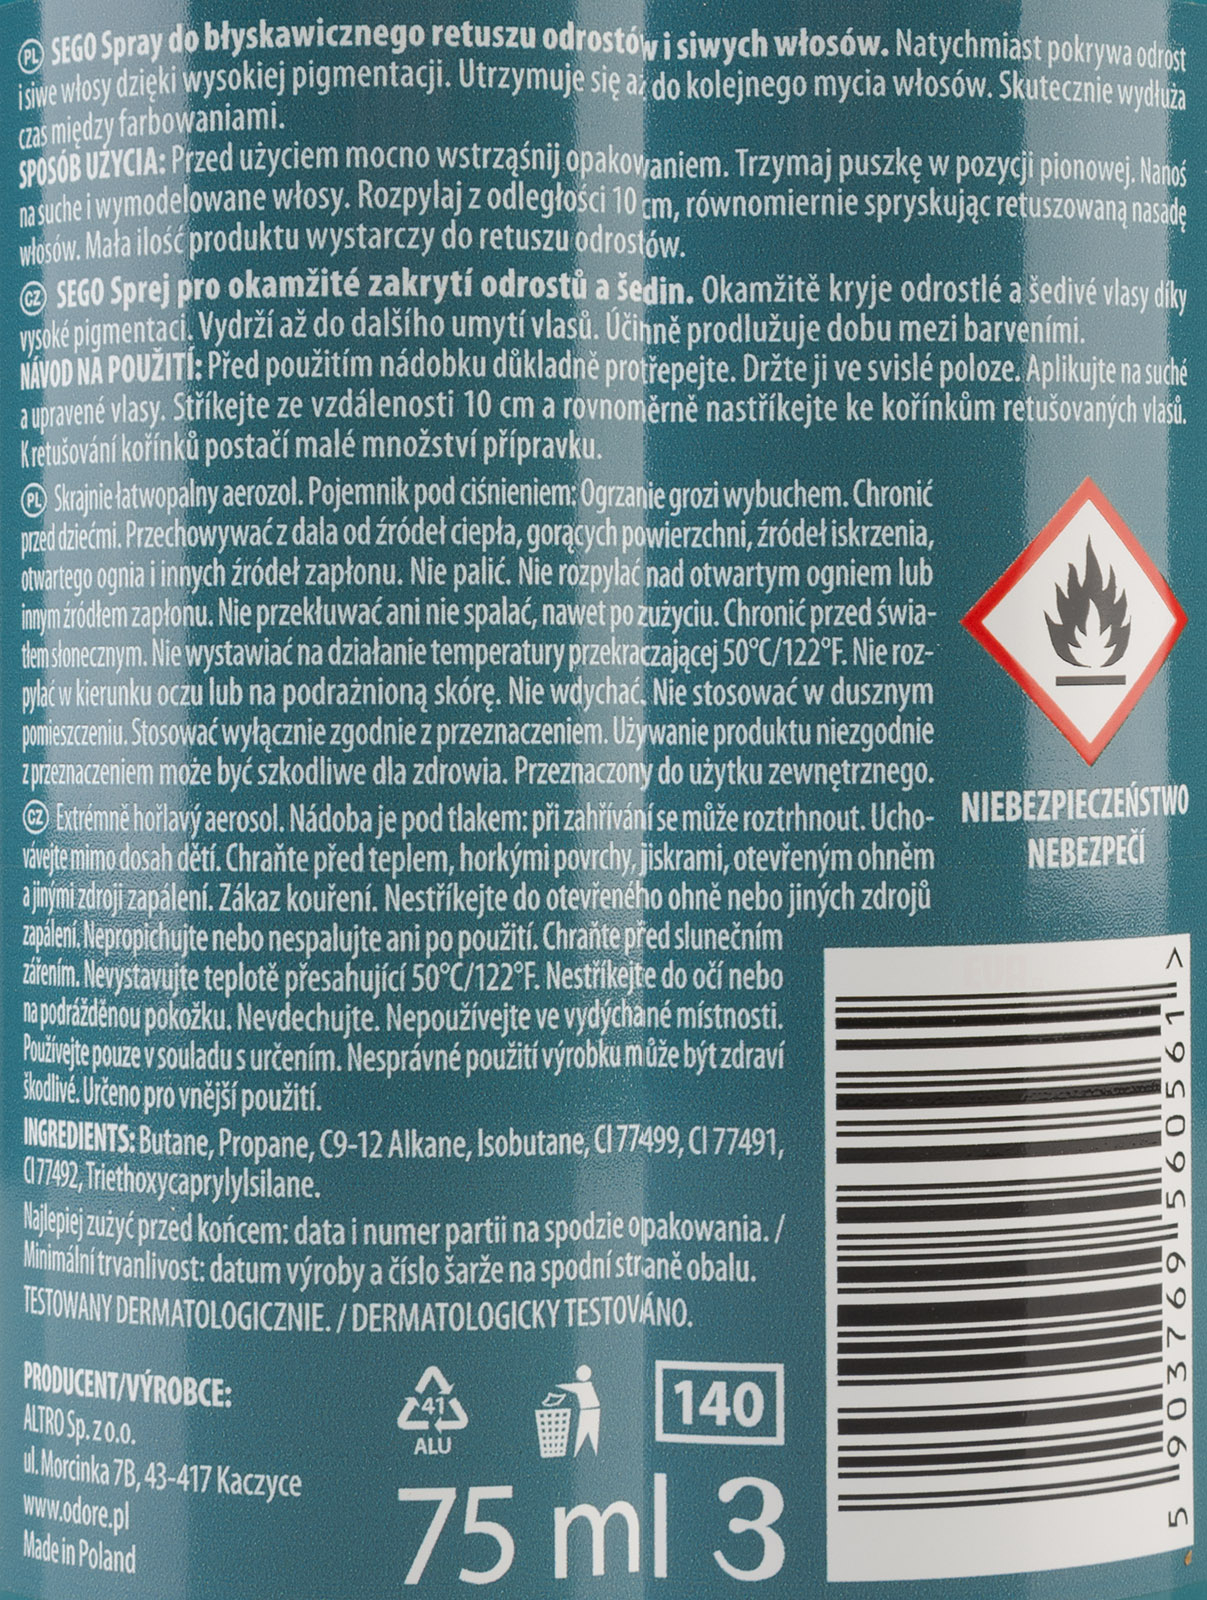 PL SEGO Spray do błyskawicznego retuszu odrostów i siwych włosów. Natychmiast pokrywa odrost
i siwe włosy dzięki wysokiej pigmentacji. Utrzymuje się aż do kolejnego mycia włosów. Skutecznie wydłuża
czas między farbowaniami.
SPOSÓB UŻYCIA: Przed użyciem mocno wstrząśnij opakowaniem. Trzymaj puszkę w pozycji pionowej. Nanoś
na suche i wymodelowane włosy. Rozpylaj z odległości 10 cm, równomiernie spryskując retuszowaną nasadę
włosów. Mała ilość produktu wystarczy do retuszu odrostów.
CZ SEGO Sprej pro okamžité zakrytí odrostů a šedin. Okamžitě kryje odrostlé a šedivé vlasy díky
vysoké pigmentaci. Vydrží až do dalšího umytí vlasů. Účinně prodlužuje dobu mezi barveními.
NÁVOD NA POUŽITÍ: Před použitím nádobku důkladně protřepejte. Držte ji ve svislé poloze. Aplikujte na suché
a upravené vlasy. Stříkejte ze vzdálenosti 10 cm a rovnoměrně nastříkejte ke kořínkům retušovaných vlasů.
K retušování kořínků postačí malé množství přípravku.
PL Skrajnie łatwopalny aerozol. Pojemnik pod ciśnieniem: Ogrzanie grozi wybuchem. Chronić
przed dziećmi. Przechowywać z dala od źródeł ciepła, gorących powierzchni, źródeł iskrzenia,
otwartego ognia i innych źródeł zapłonu. Nie palić. Nie rozpylać nad otwartym ogniem lub
innym źródłem zapłonu. Nie przekłuwać ani nie spalać, nawet po zużyciu. Chronić przed świa-
tłem słonecznym. Nie wystawiać na działanie temperatury przekraczającej 50°C/122°F. Nie roz-
pylać w kierunku oczu lub na podrażnioną skórę. Nie wdychać. Nie stosować w dusznym
pomieszczeniu. Stosować wyłącznie zgodnie z przeznaczeniem. Używanie produktu niezgodnie
z przeznaczeniem może być szkodliwe dla zdrowia. Przeznaczony do użytku zewnętrznego.
CZ Extrémně hořlavý aerosol. Nádoba je pod tlakem: při zahřívání se může roztrhnout. Ucho-
vávejte mimo dosah dětí. Chraňte před teplem, horkými povrchy, jiskrami, otevřeným ohněm
a jinými zdroji zapálení. Zákaz kouření. Nestříkejte do otevřeného ohně nebo jiných zdrojů
zapálení. Nepropichujte nebo nespalujte ani po použití. Chraňte před slunečním
zářením. Nevystavujte teplotě přesahující 50°C/122°F. Nestříkejte do očí nebo
na podrážděnou pokožku. Nevdechujte. Nepoužívejte ve vydýchané místnosti.
Používejte pouze v souladu s určením. Nesprávné použití výrobku může být zdraví
škodlivé. Určeno pro vnější použití.
NIEBEZPIECZEŃSTWO
NEBEZPEČÍ
INGREDIENTS: Butane, Propane, C9-12 Alkane, Isobutane, CI 77499, CI 77491,
CI 77492, Triethoxycaprylylsilane.
Najlepiej zużyć przed końcem: data i numer partii na spodzie opakowania. /
Minimální trvanlivost: datum výroby a číslo šarže na spodní straně obalu.
TESTOWANY DERMATOLOGICZNIE. / DERMATOLOGICKY TESTOVÁNO.
PRODUCENT/VÝROBCE:
ALTRO Sp. z o.o.
ul. Morcinka 7B, 43-417 Kaczyce
www.odore.pl
Made in Poland
41
ALU
140
75 ml 3
5 903769 560561 >